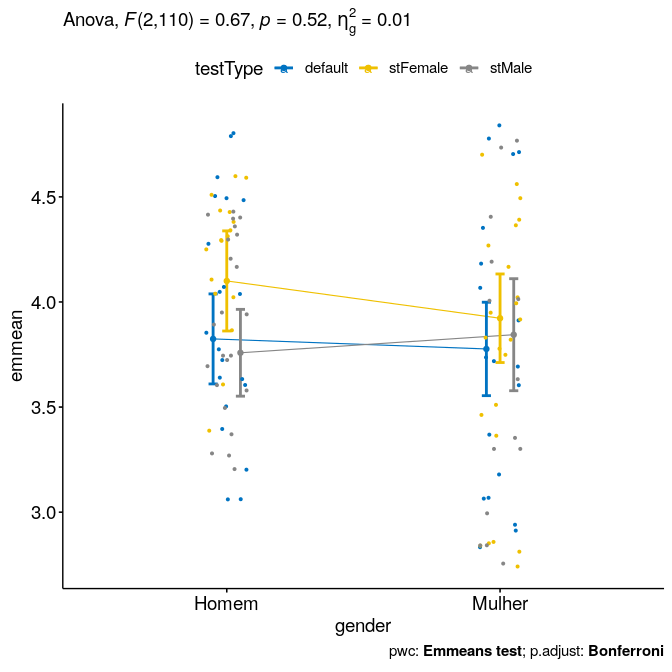 Anova, F(2,110) = 0.67, p = 0.52, η²g = 0.01
testType default stFemale stMale
4.5
4.0
3.5
3.0
emmean
Homem Mulher
gender
pwc: Emmeans test; p.adjust: Bonferroni